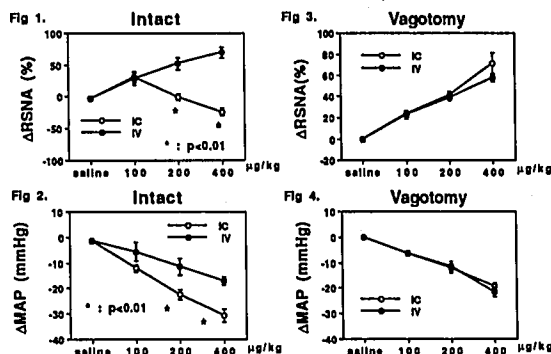 Fig 1.
Intact
ΔRSNA (%)
100
50
0
-50
-100
IC
IV
*
*
* : p<0.01
saline
100
200
400
μg/kg
Fig 3.
Vagotomy
ΔRSNA(%)
100
80
60
40
20
0
-20
IC
IV
saline
100
200
400
μg/kg
Fig 2.
Intact
ΔMAP (mmHg)
10
0
-10
-20
-30
-40
IC
IV
* : p<0.01
*
*
saline
100
200
400
μg/kg
Fig 4.
Vagotomy
ΔMAP (mmHg)
10
0
-10
-20
-30
-40
IC
IV
saline
100
200
400
μg/kg